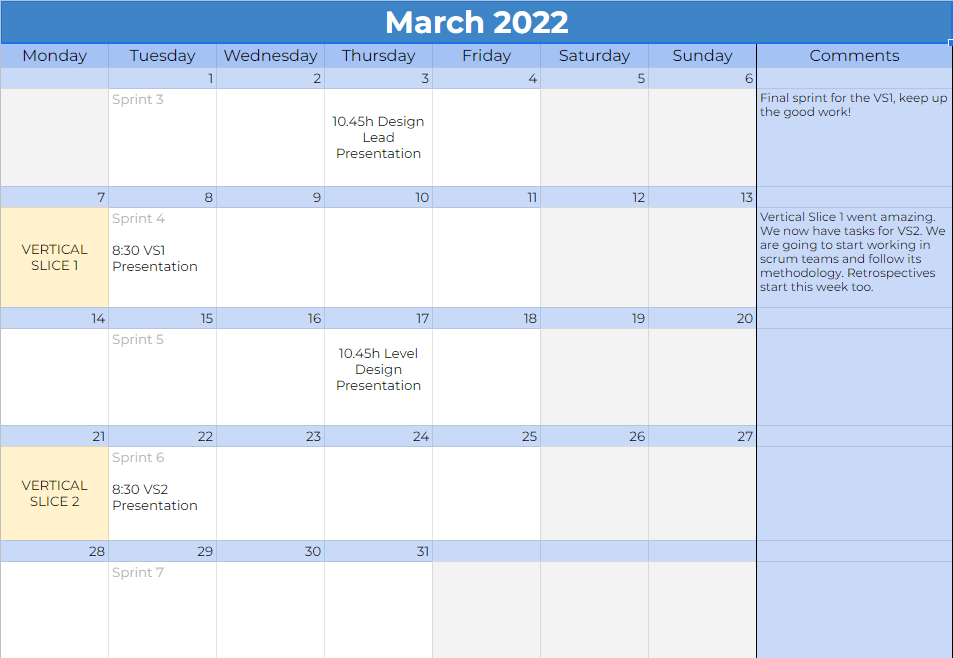 March 2022
Monday Tuesday Wednesday Thursday Friday Saturday Sunday Comments
1 2 3 4 5 6
Sprint 3
10.45h Design
Lead
Presentation
Final sprint for the VS1, keep up
the good work!
7 8 9 10 11 12 13
VERTICAL
SLICE 1
Sprint 4
8:30 VS1
Presentation
Vertical Slice 1 went amazing.
We now have tasks for VS2. We
are going to start working in
scrum teams and follow its
methodology. Retrospectives
start this week too.
14 15 16 17 18 19 20
Sprint 5
10.45h Level
Design
Presentation
21 22 23 24 25 26 27
VERTICAL
SLICE 2
Sprint 6
8:30 VS2
Presentation
28 29 30 31
Sprint 7